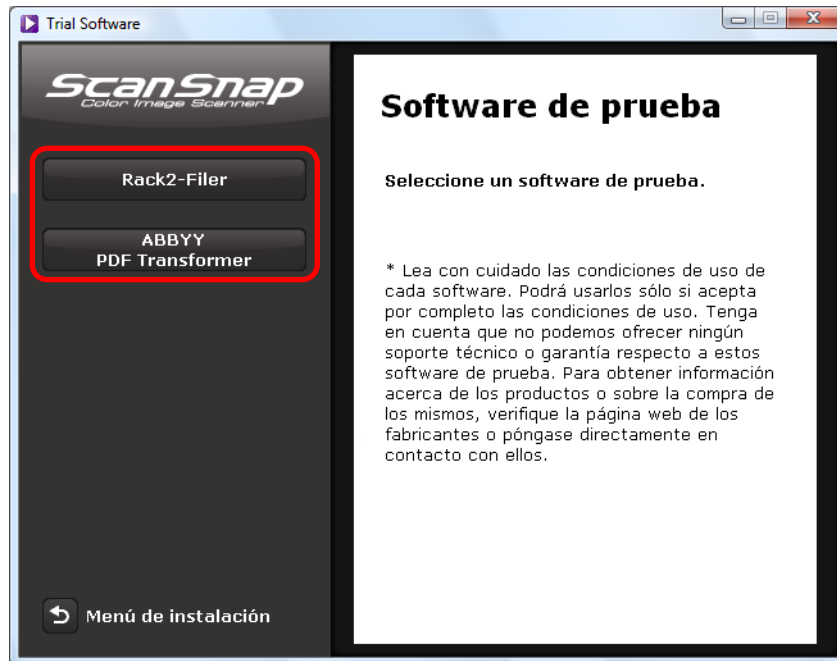 Trial Software
ScanSnap
Color Image Scanner
Rack2-Filer
ABBYY
PDF Transformer
Menú de instalación
Software de prueba
Seleccione un software de prueba.
* Lea con cuidado las condiciones de uso de
cada software. Podrá usarlos sólo si acepta
por completo las condiciones de uso. Tenga
en cuenta que no podemos ofrecer ningún
soporte técnico o garantía respecto a estos
software de prueba. Para obtener información
acerca de los productos o sobre la compra de
los mismos, verifique la página web de los
fabricantes o póngase directamente en
contacto con ellos.